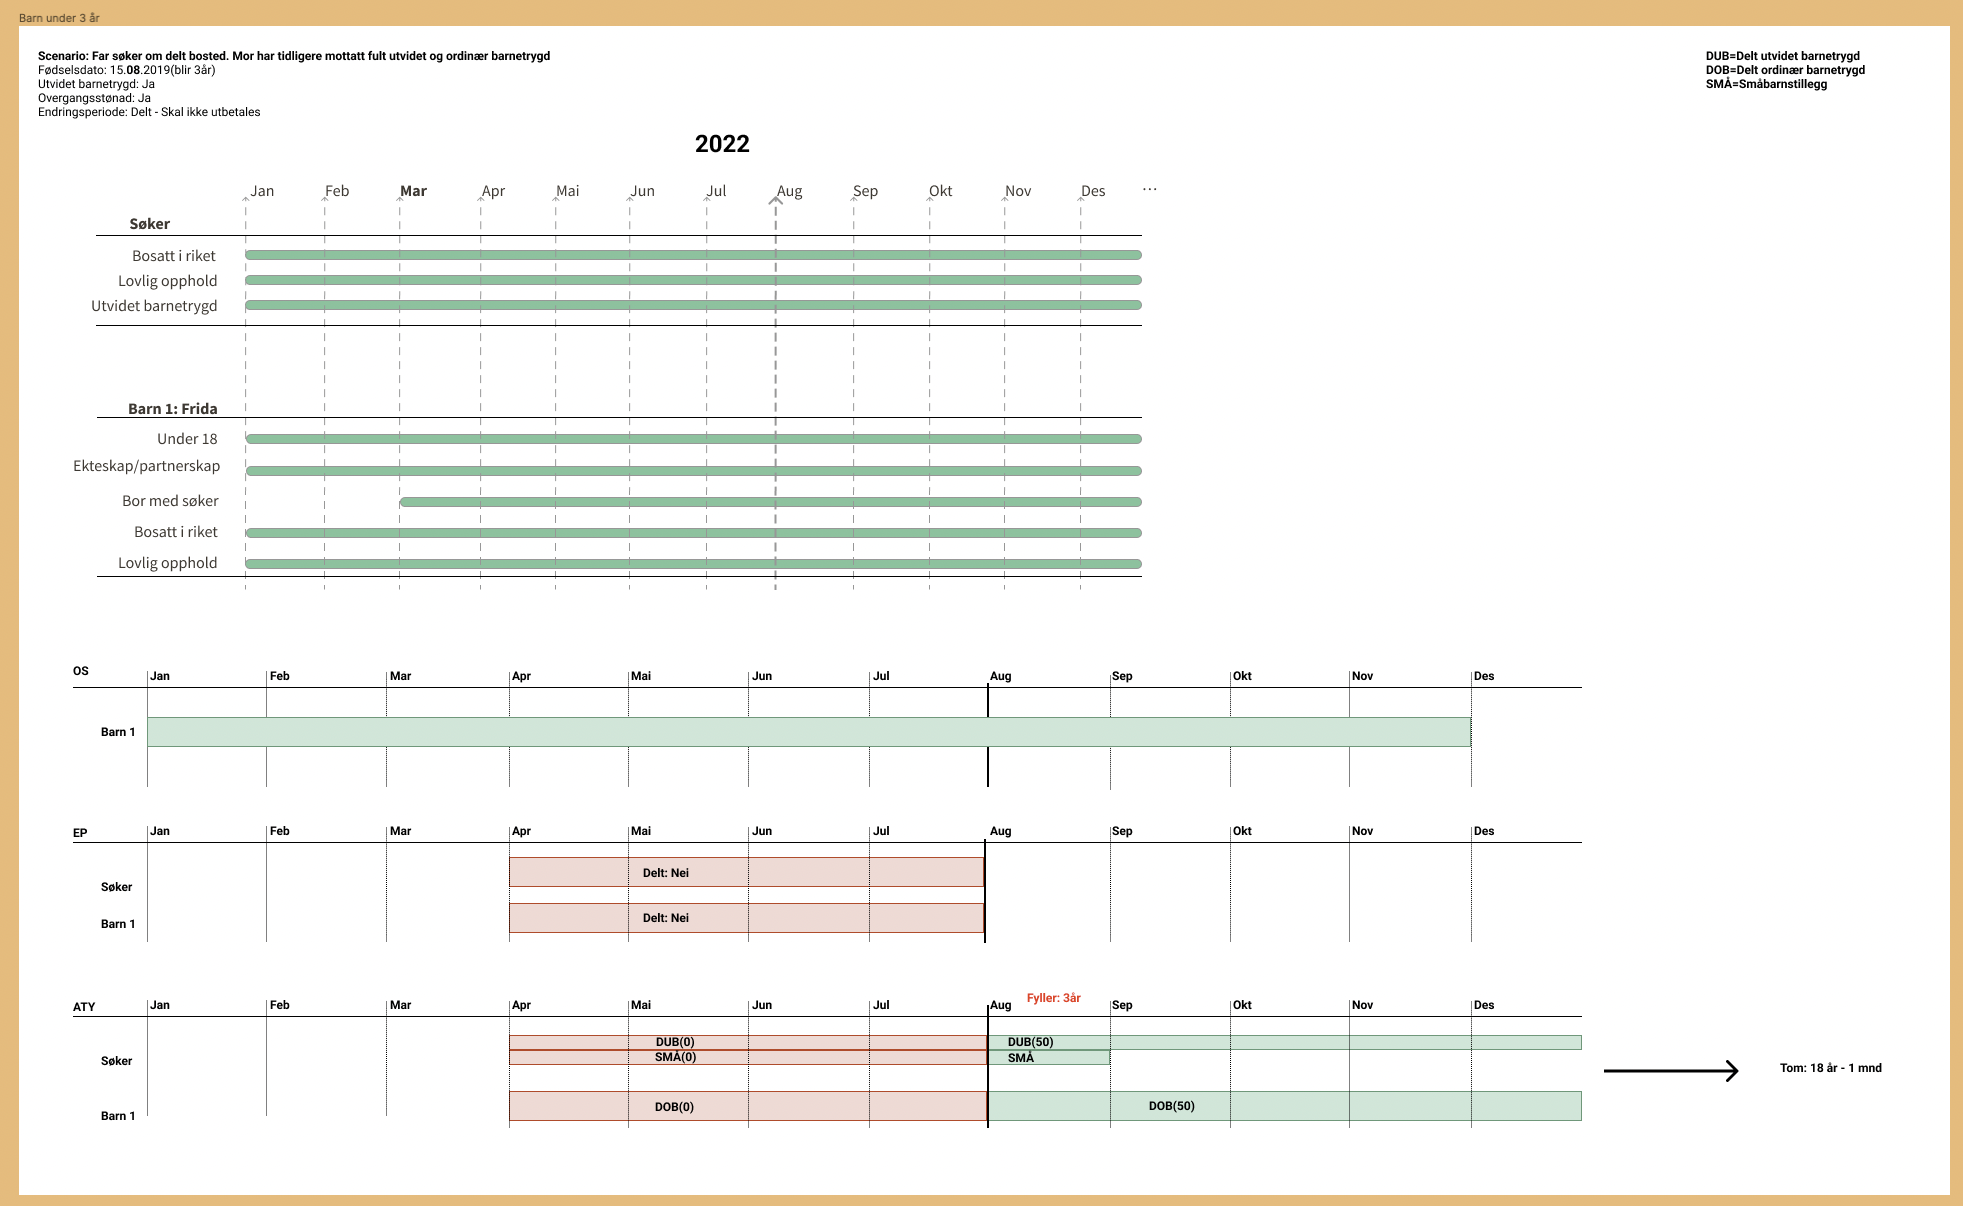 Barn under 3 år
Scenario: Far søker om delt bosted. Mor har tidligere mottatt fult utvidet og ordinær barnetrygd
Fødselsdato: 15.08.2019(blir 3år)
Utvidet barnetrygd: Ja
Overgangsstønad: Ja
Endringsperiode: Delt - Skal ikke utbetales
DUB=Delt utvidet barnetrygd
DOB=Delt ordinær barnetrygd
SMÅ=Småbarnstillegg
2022
Jan Feb Mar Apr Mai Jun Jul Aug Sep Okt Nov Des ...
Søker
Bosatt i riket
Lovlig opphold
Utvidet barnetrygd
Barn 1: Frida
Under 18
Ekteskap/partnerskap
Bor med søker
Bosatt i riket
Lovlig opphold
OS Jan Feb Mar Apr Mai Jun Jul Aug Sep Okt Nov Des
Barn 1
EP Jan Feb Mar Apr Mai Jun Jul Aug Sep Okt Nov Des
Søker Delt: Nei
Barn 1 Delt: Nei
Fyller: 3år
ATY Jan Feb Mar Apr Mai Jun Jul Aug Sep Okt Nov Des
DUB(0) DUB(50)
Søker SMÅ(0) SMÅ
Tom: 18 år - 1 mnd
Barn 1 DOB(0) DOB(50)